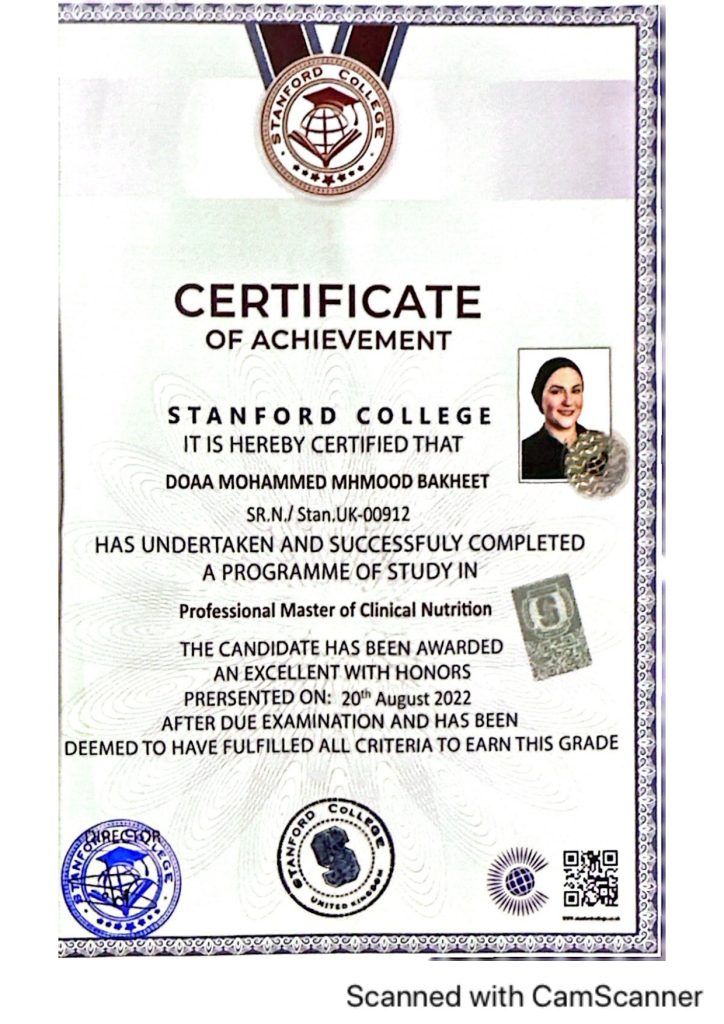 STANFORD COLLEGE
CERTIFICATE
OF ACHIEVEMENT
STANFORD COLLEGE
IT IS HEREBY CERTIFIED THAT
DOAA MOHAMMED MHMOOD BAKHEET
SR.N./ Stan.UK-00912
HAS UNDERTAKEN AND SUCCESSFULY COMPLETED
A PROGRAMME OF STUDY IN
Professional Master of Clinical Nutrition
THE CANDIDATE HAS BEEN AWARDED
AN EXCELLENT WITH HONORS
PRERSENTED ON: 20th August 2022
AFTER DUE EXAMINATION AND HAS BEEN
DEEMED TO HAVE FULFILLED ALL CRITERIA TO EARN THIS GRADE
DIRECTOR
STANFORD COLLEGE
STANFORD COLLEGE
UNITED KINGDOM
Scanned with CamScanner